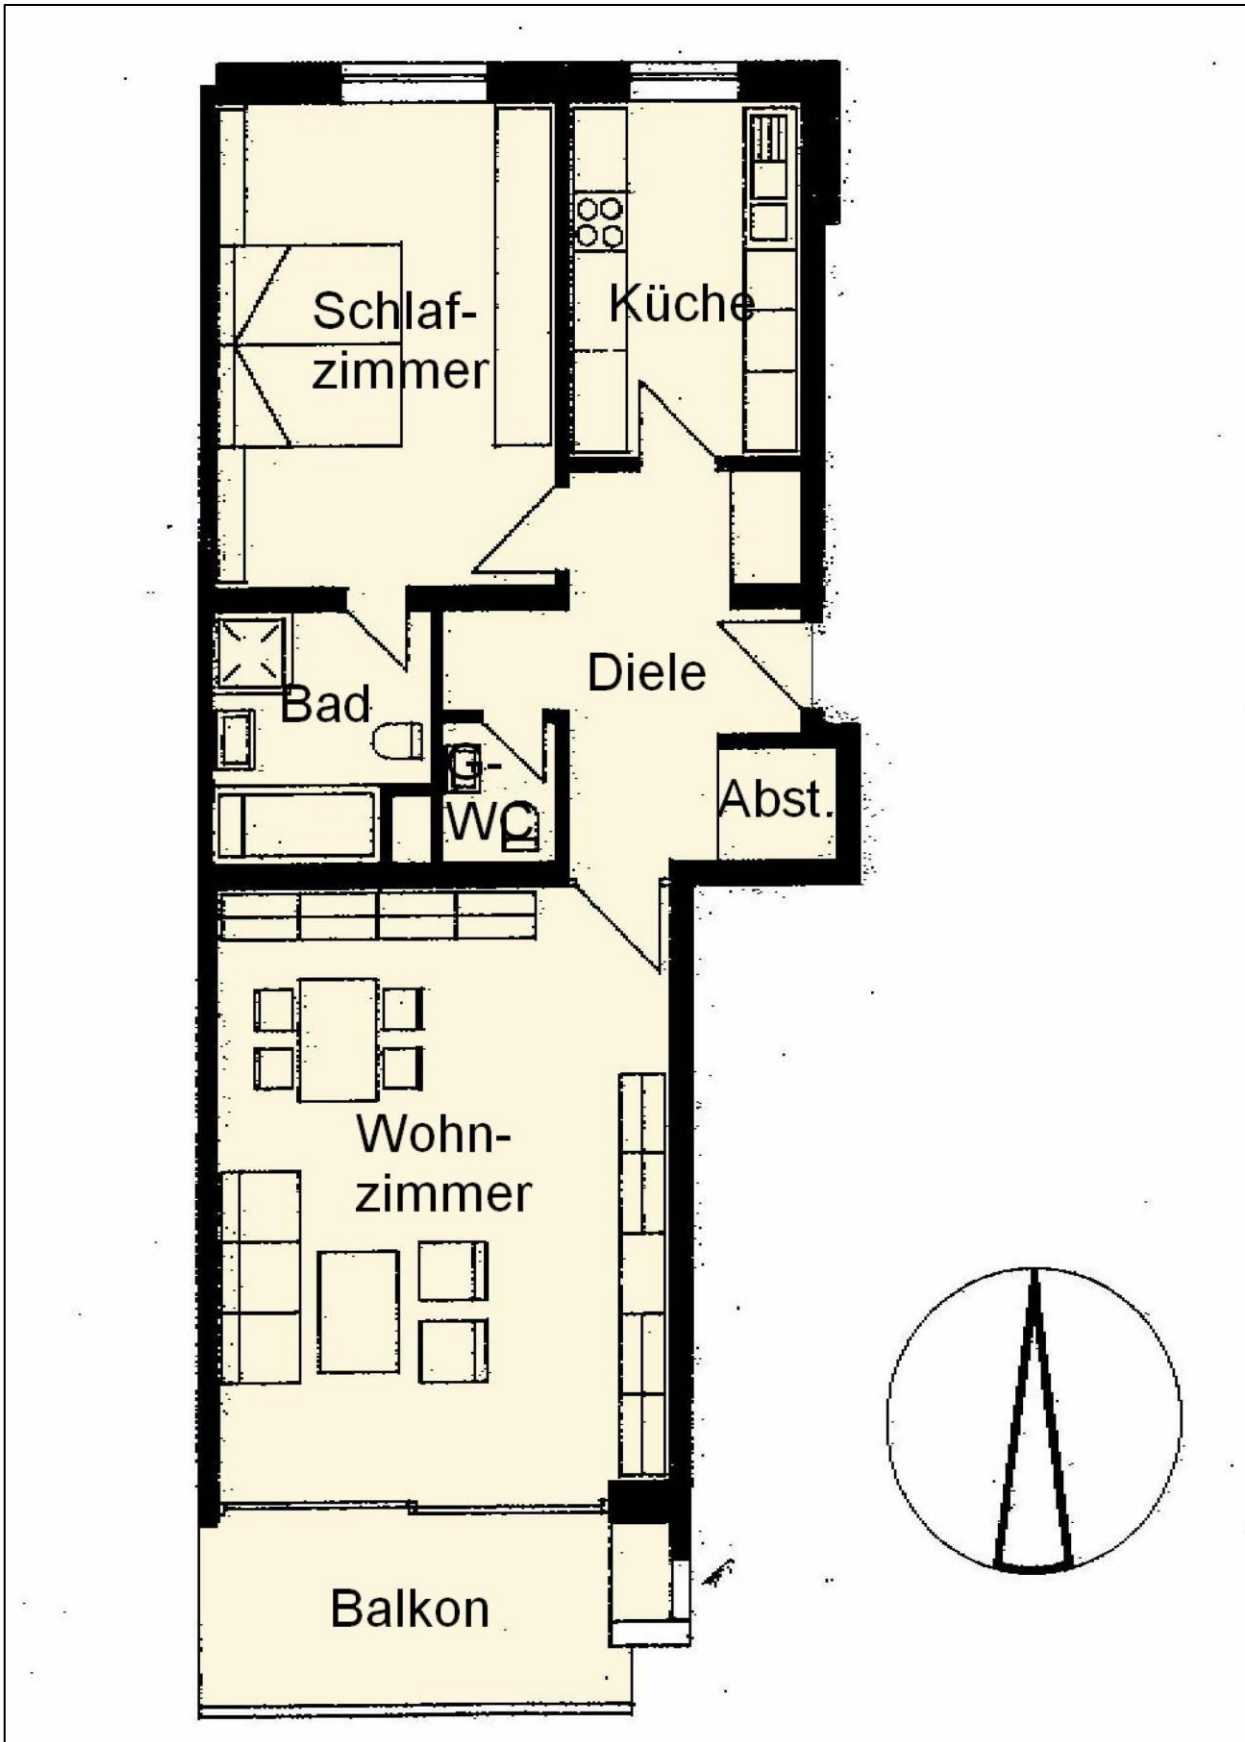 Schlaf-
zimmer
Küche
Bad
Diele
G-
WC
Abst.
Wohn-
zimmer
Balkon